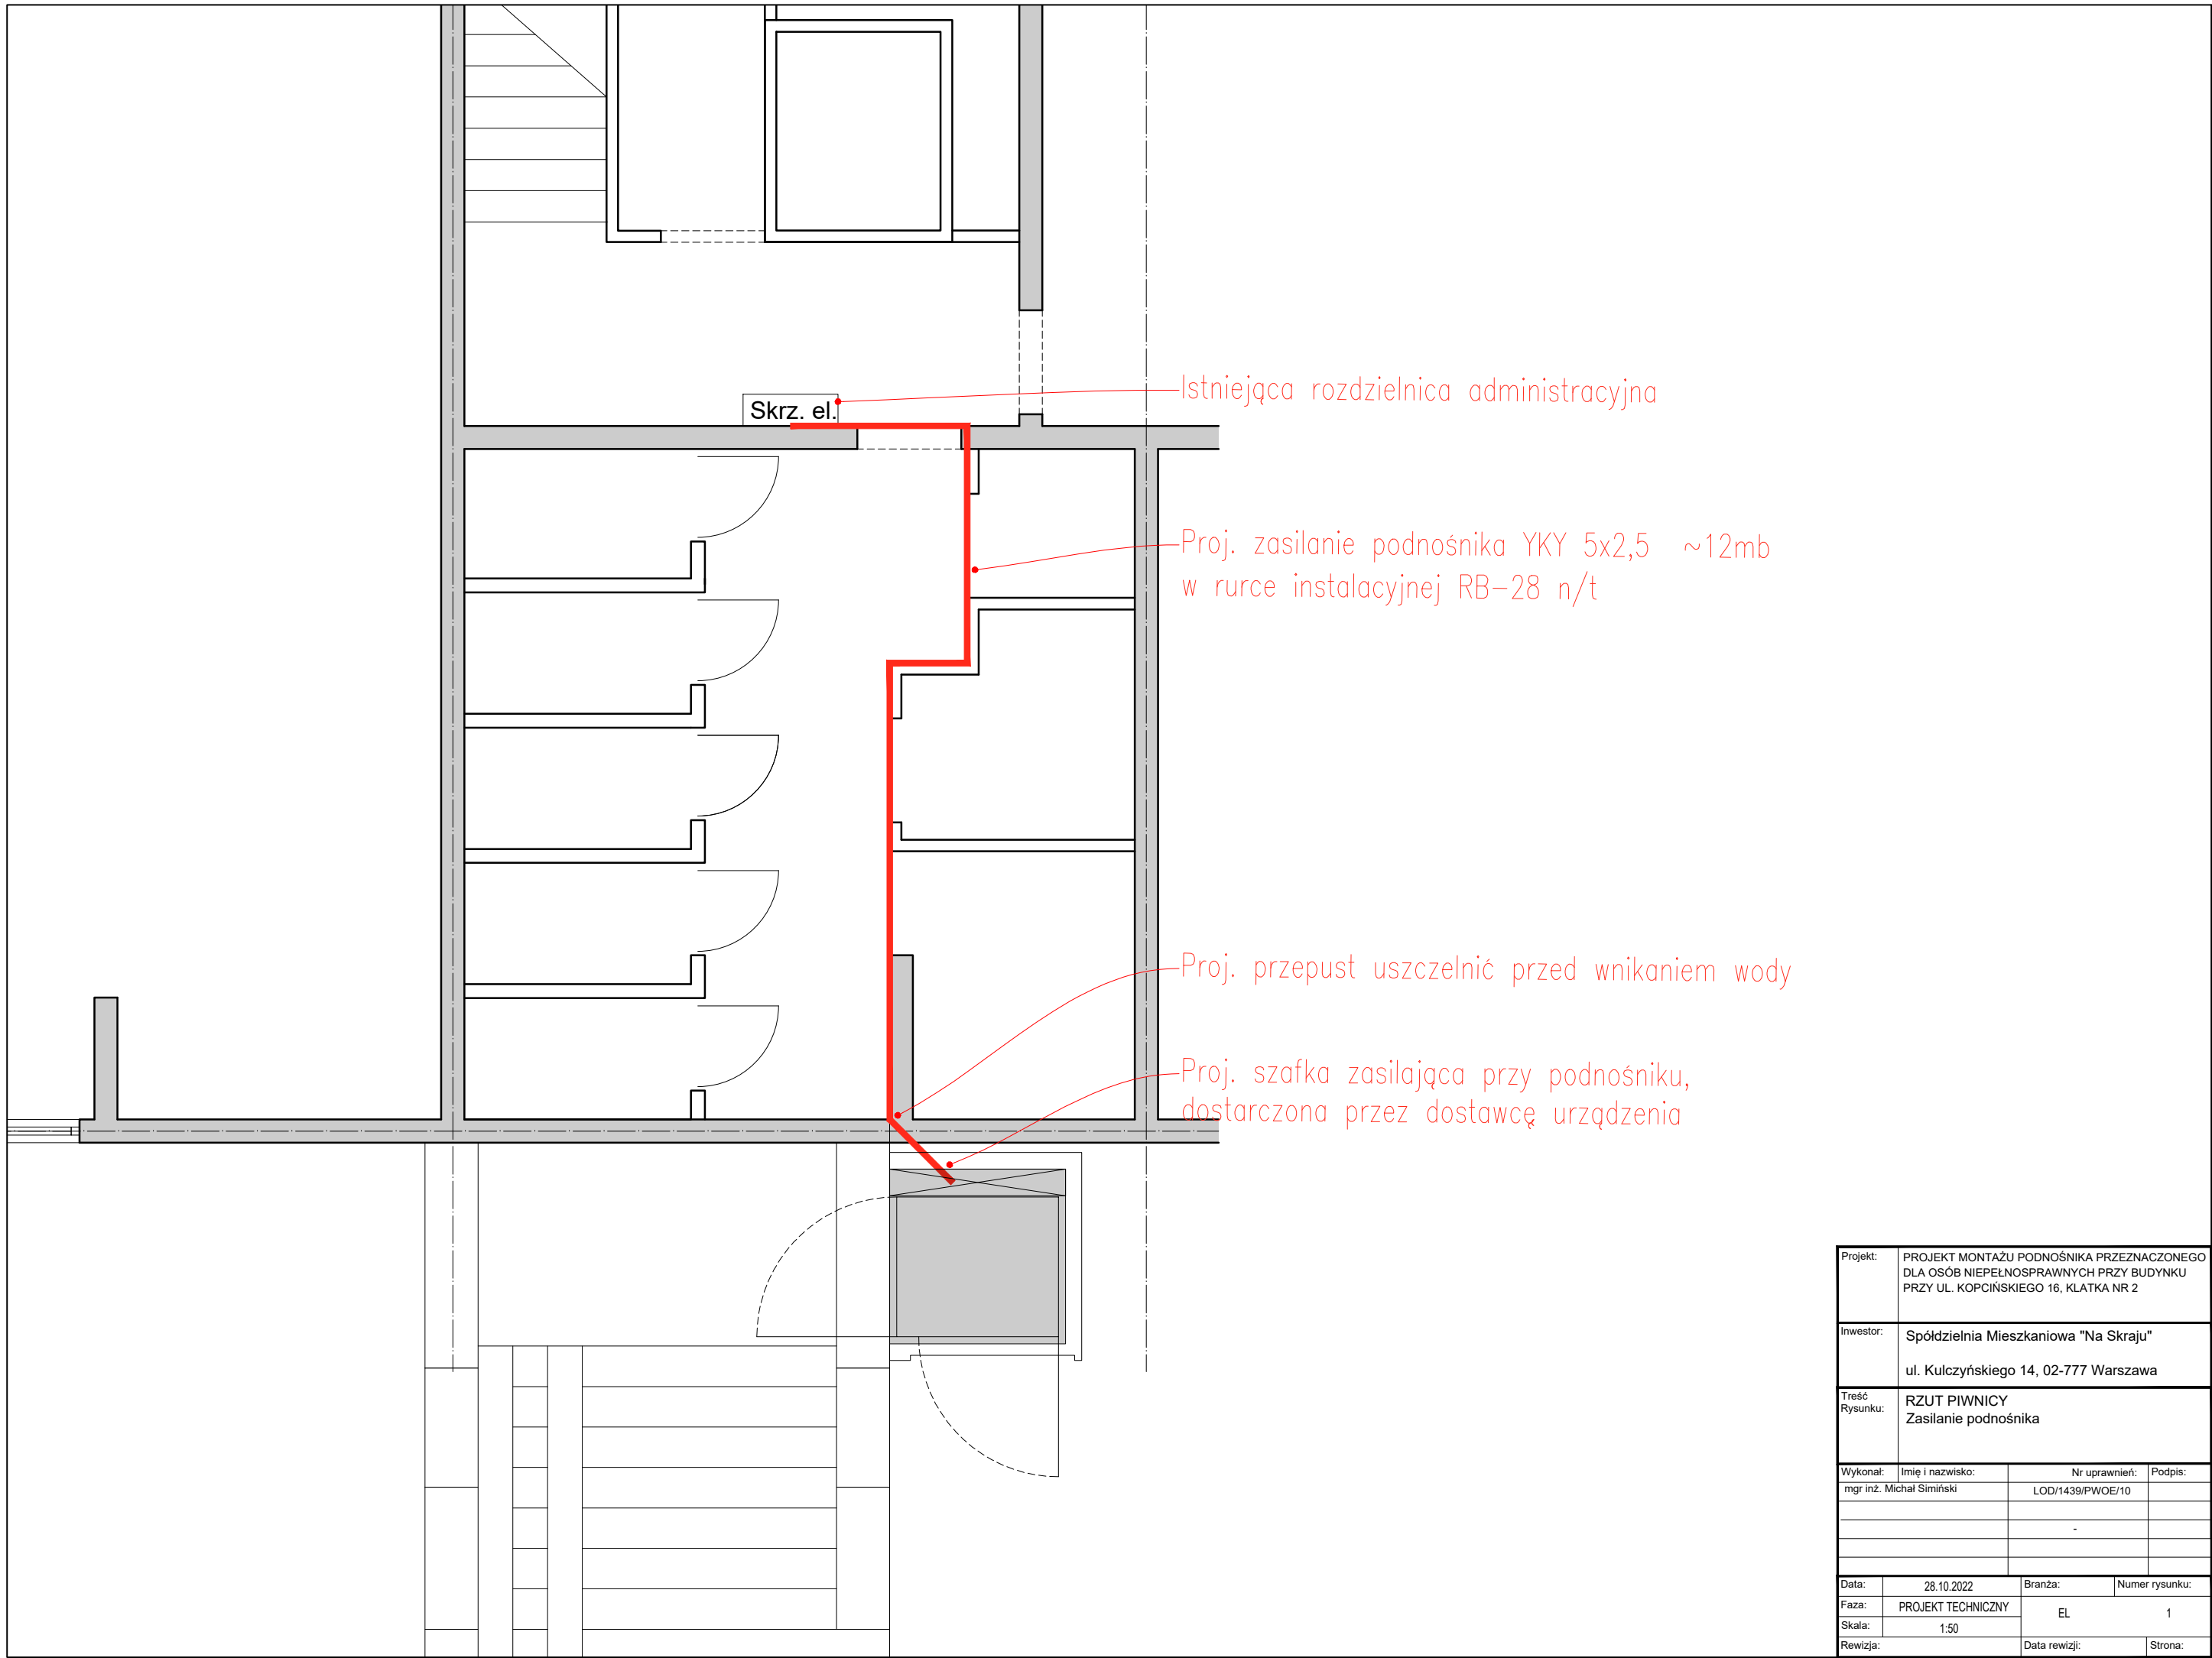 Skrz. el.
Istniejąca rozdzielnica administracyjna
Proj. zasilanie podnośnika YKY 5x2,5 ~12mb
w rurce instalacyjnej RB-28 n/t
Proj. przepust uszczelnić przed wnikaniem wody
Proj. szafka zasilająca przy podnośniku,
dostarczona przez dostawcę urządzenia
Projekt: PROJEKT MONTAŻU PODNOŚNIKA PRZEZNACZONEGO
DLA OSÓB NIEPEŁNOSPRAWNYCH PRZY BUDYNKU
PRZY UL. KOPCIŃSKIEGO 16, KLATKA NR 2
Inwestor: Spółdzielnia Mieszkaniowa "Na Skraju"
ul. Kulczyńskiego 14, 02-777 Warszawa
Treść Rysunku: RZUT PIWNICY
Zasilanie podnośnika
Wykonał: Imię i nazwisko: Nr uprawnień: Podpis:
mgr inż. Michał Simiński LOD/1439/PWOE/10
-
Data: 28.10.2022 Branża: Numer rysunku:
Faza: PROJEKT TECHNICZNY EL 1
Skala: 1:50
Rewizja: Data rewizji: Strona: